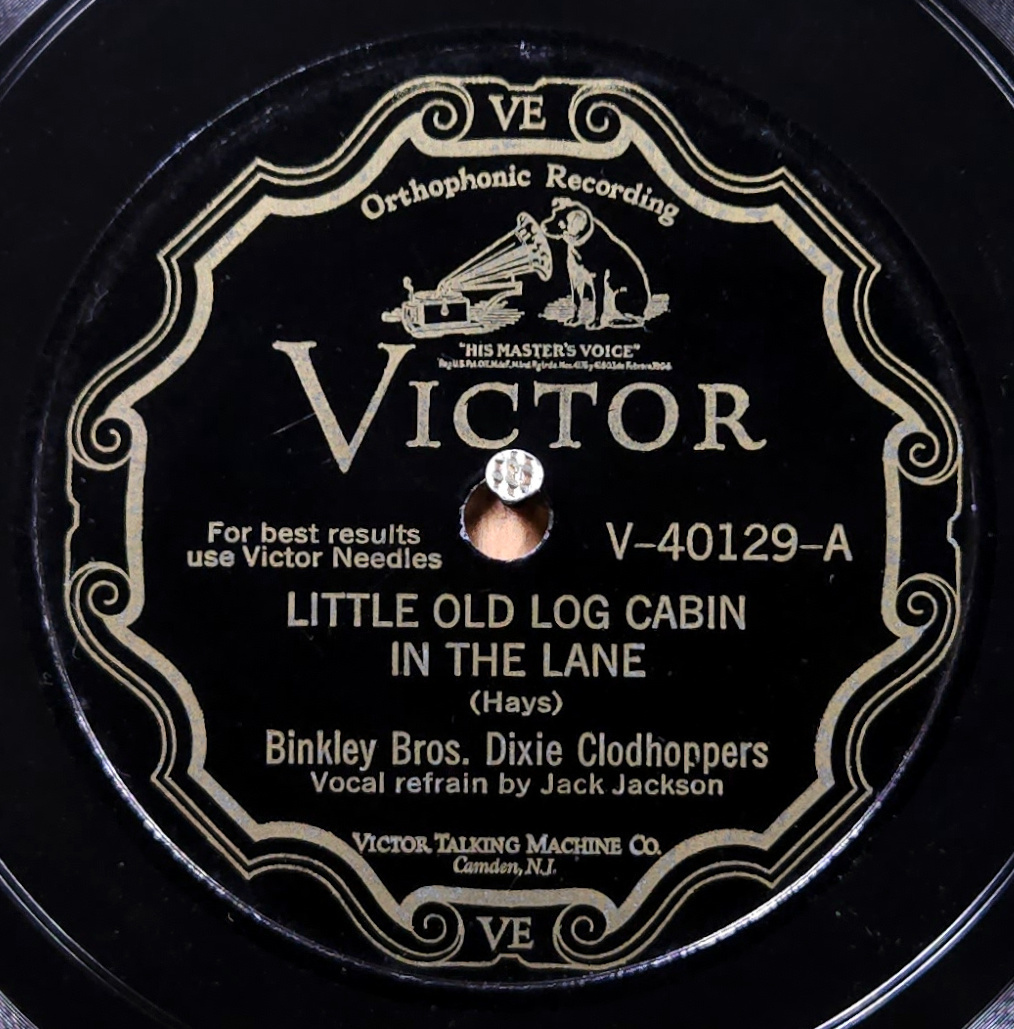 VE
Orthophonic Recording
"HIS MASTER'S VOICE"
VICTOR
For best results
use Victor Needles
V-40129-A
LITTLE OLD LOG CABIN
IN THE LANE
(Hays)
Binkley Bros. Dixie Clodhoppers
Vocal refrain by Jack Jackson
VICTOR TALKING MACHINE CO.
Camden, N.J.
VE